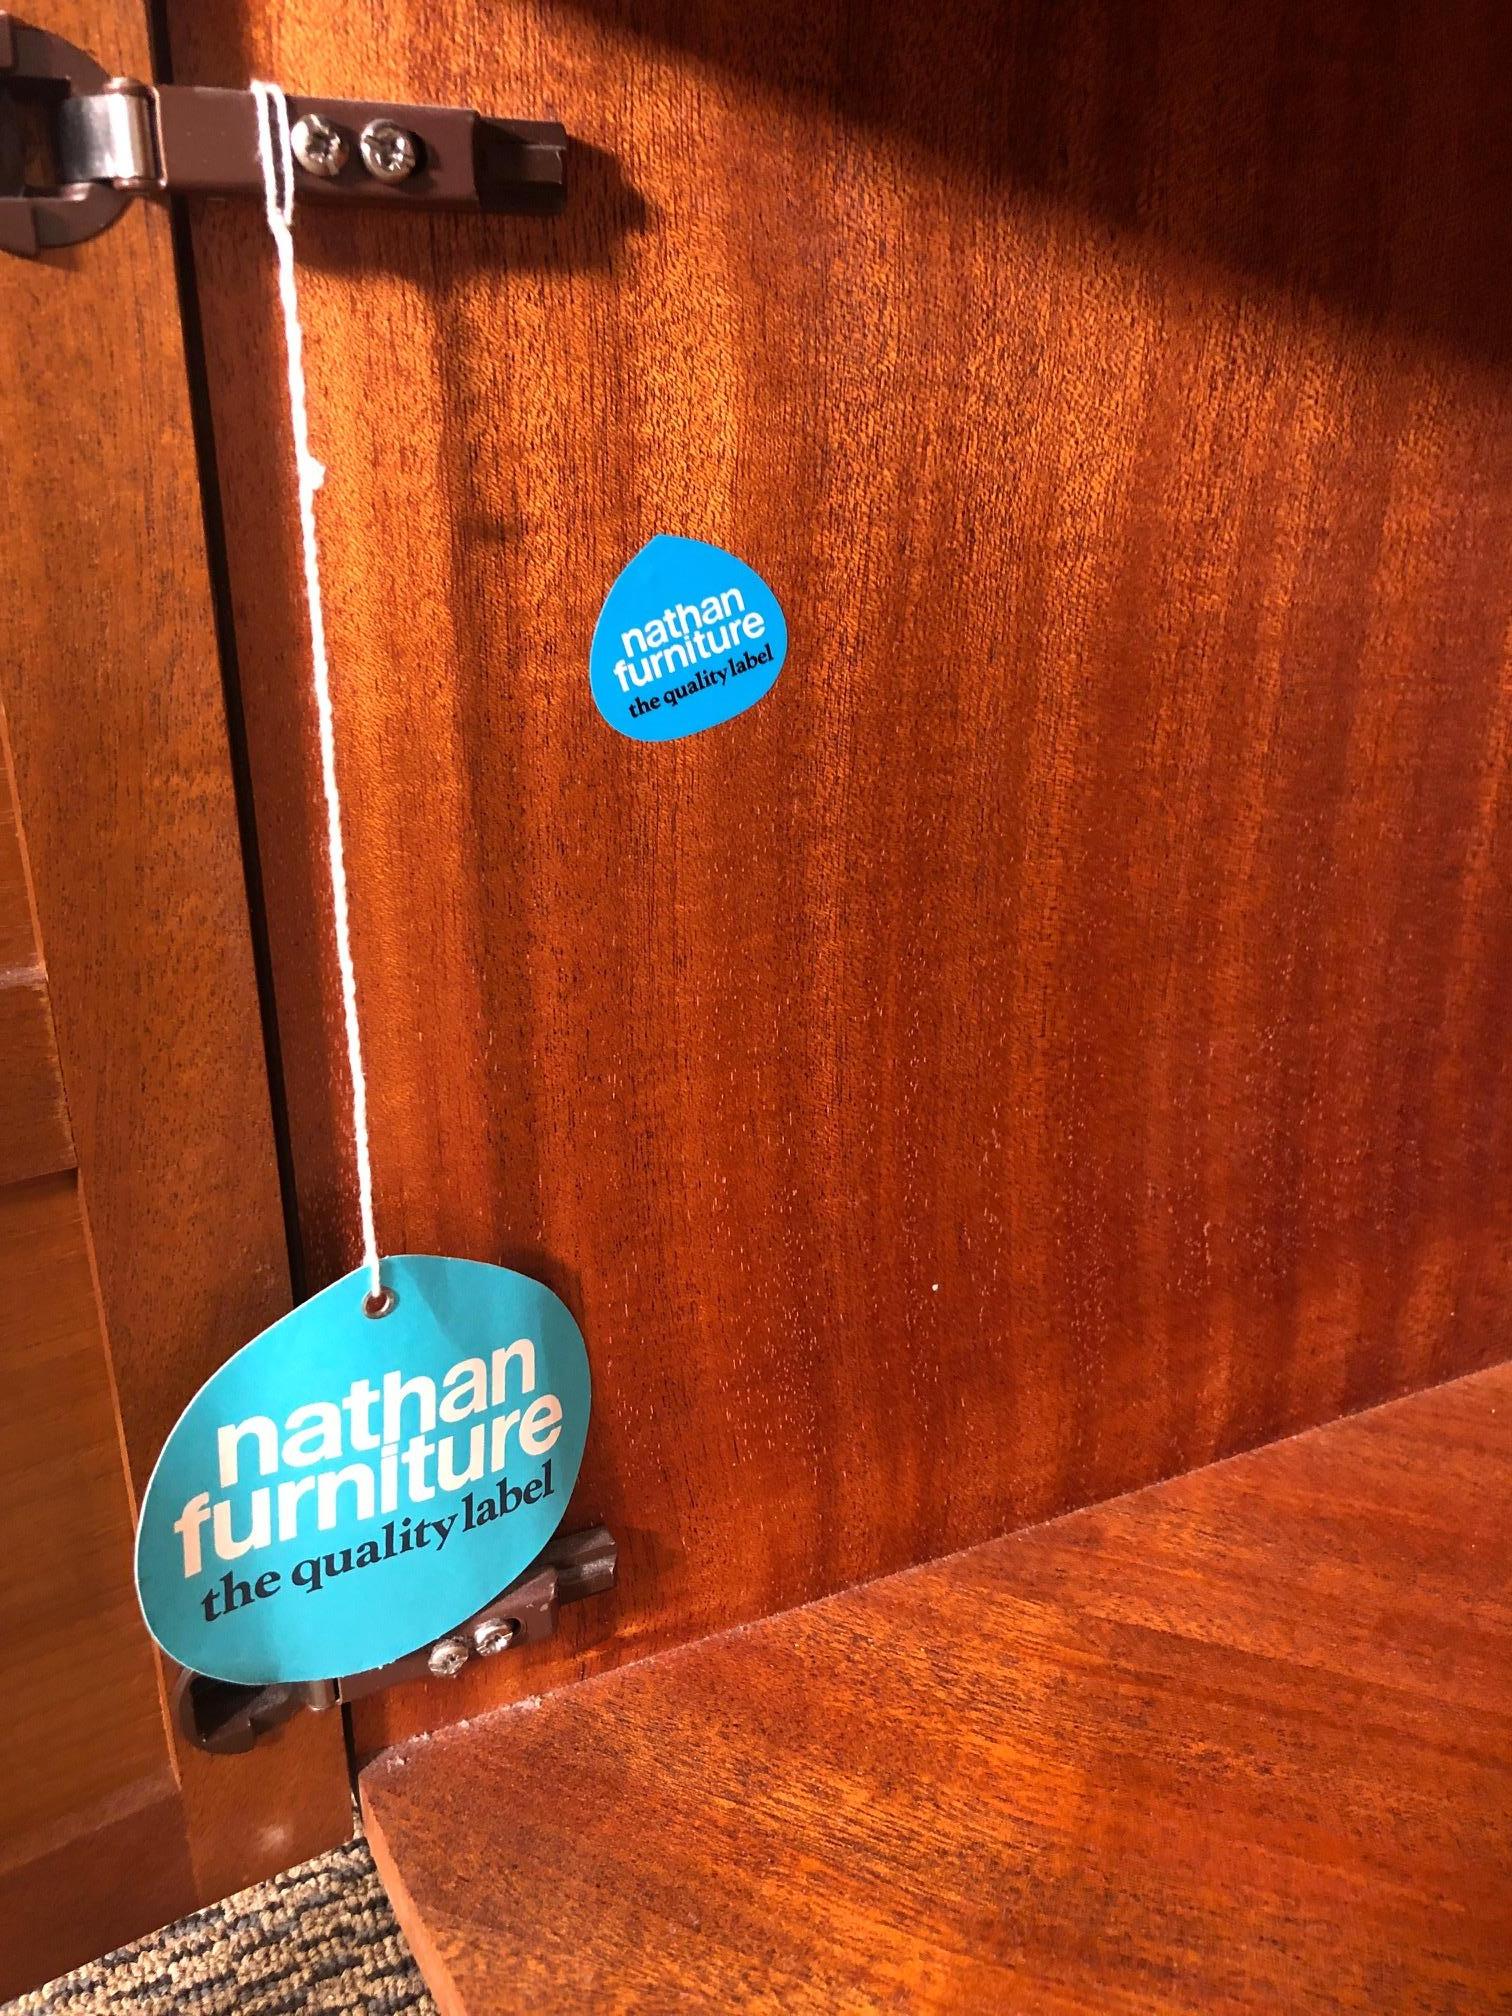 nathan
furniture
the quality label
nathan
furniture
the quality label